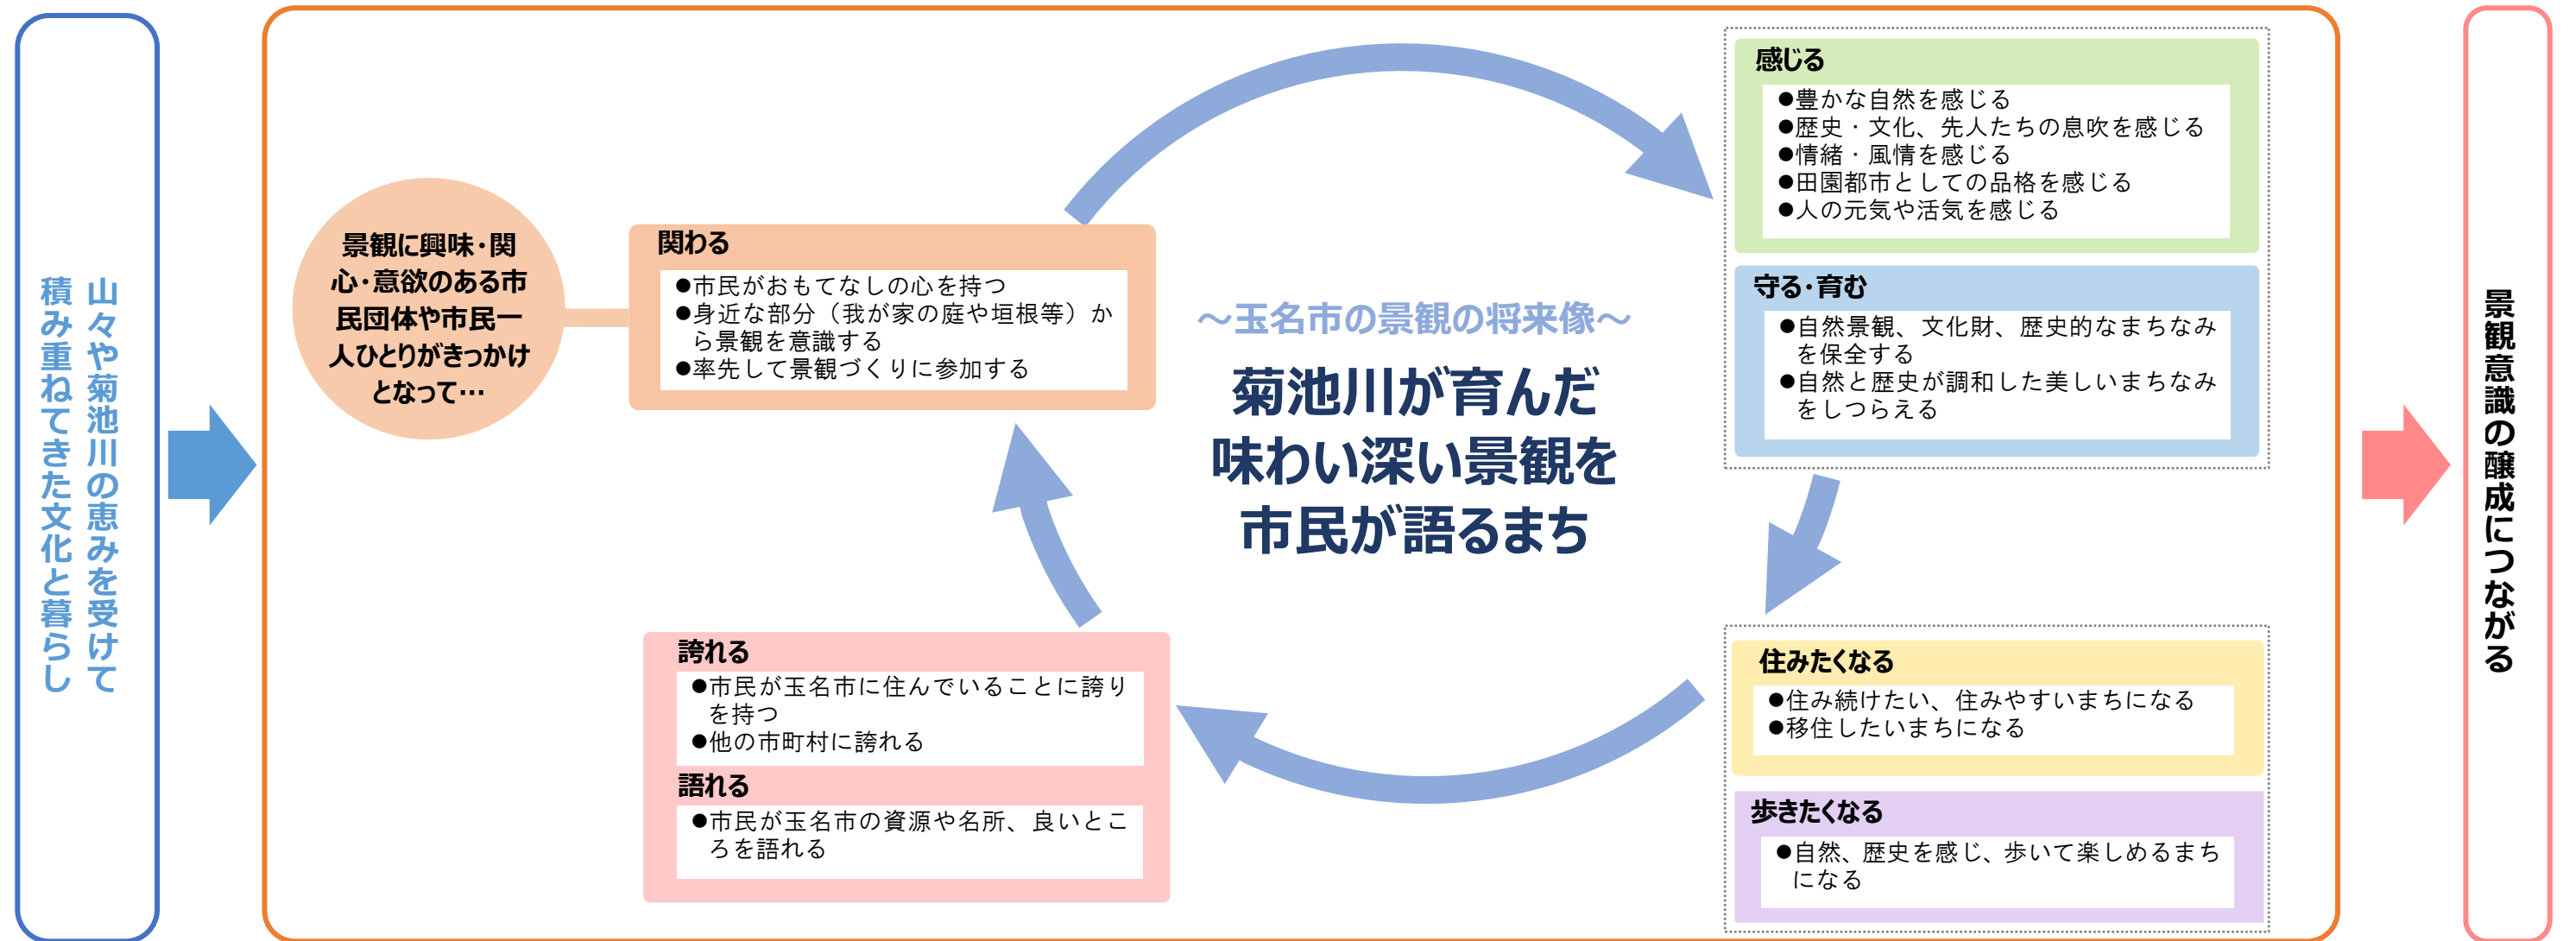 山々や菊池川の恵みを受けて
積み重ねてきた文化と暮らし
景観に興味・関
心・意欲のある市
民団体や市民一
人ひとりがきっかけ
となって…
関わる
●市民がおもてなしの心を持つ
●身近な部分（我が家の庭や垣根等）か
ら景観を意識する
●率先して景観づくりに参加する
～玉名市の景観の将来像～
菊池川が育んだ
味わい深い景観を
市民が語るまち
感じる
●豊かな自然を感じる
●歴史・文化、先人たちの息吹を感じる
●情緒・風情を感じる
●田園都市としての品格を感じる
●人の元気や活気を感じる
守る・育む
●自然景観、文化財、歴史的なまちなみ
を保全する
●自然と歴史が調和した美しいまちなみ
をしつらえる
住みたくなる
●住み続けたい、住みやすいまちになる
●移住したいまちになる
歩きたくなる
●自然、歴史を感じ、歩いて楽しめるまち
になる
誇れる
●市民が玉名市に住んでいることに誇り
を持つ
●他の市町村に誇れる
語れる
●市民が玉名市の資源や名所、良いとこ
ろを語れる
景観意識の醸成につながる